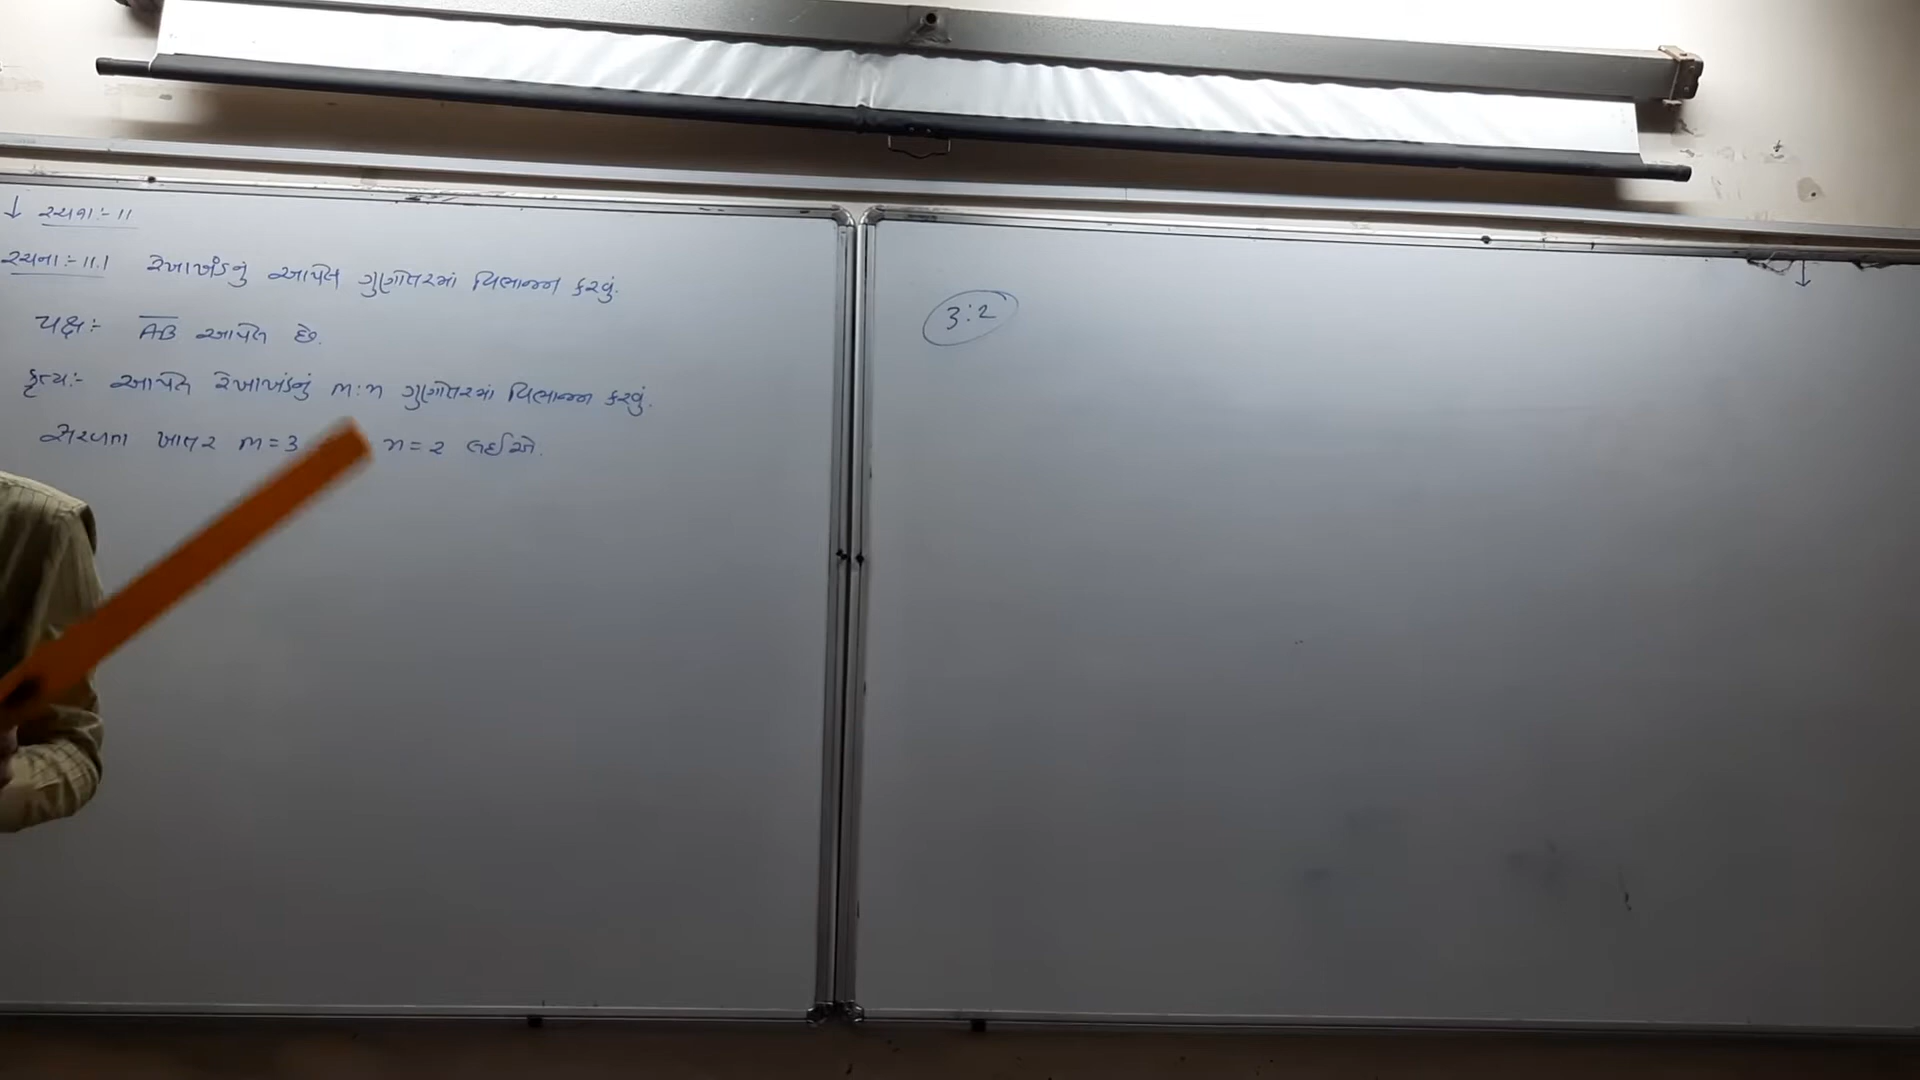 રચના:- 11
રચના:- 11.1 રેખાખંડનું આપેલ ગુણોત્તરમાં વિભાજન કરવું.
પક્ષ:- AB આપેલ છે.
કૃત્ય:- આપેલ રેખાખંડનું m:n ગુણોત્તરમાં વિભાજન કરવું.
સરળતા ખાતર m=3 n=2 લઈએ.
3:2